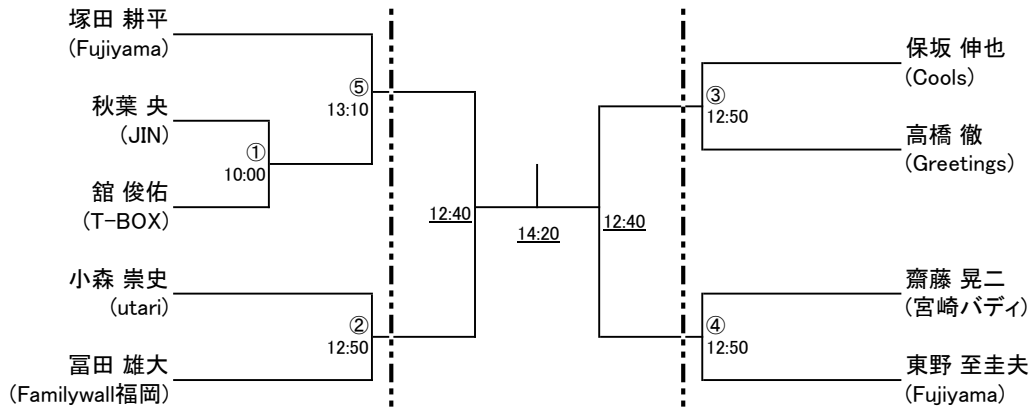 塚田 耕平
(Fujiyama)
⑤
13:10
秋葉 央
(JIN)
①
10:00
舘 俊佑
(T-BOX)
小森 崇史
(utari)
②
12:50
冨田 雄大
(Familywall福岡)
12:40
14:20
12:40
保坂 伸也
(Cools)
③
12:50
高橋 徹
(Greetings)
齋藤 晃二
(宮崎バディ)
④
12:50
東野 至圭夫
(Fujiyama)